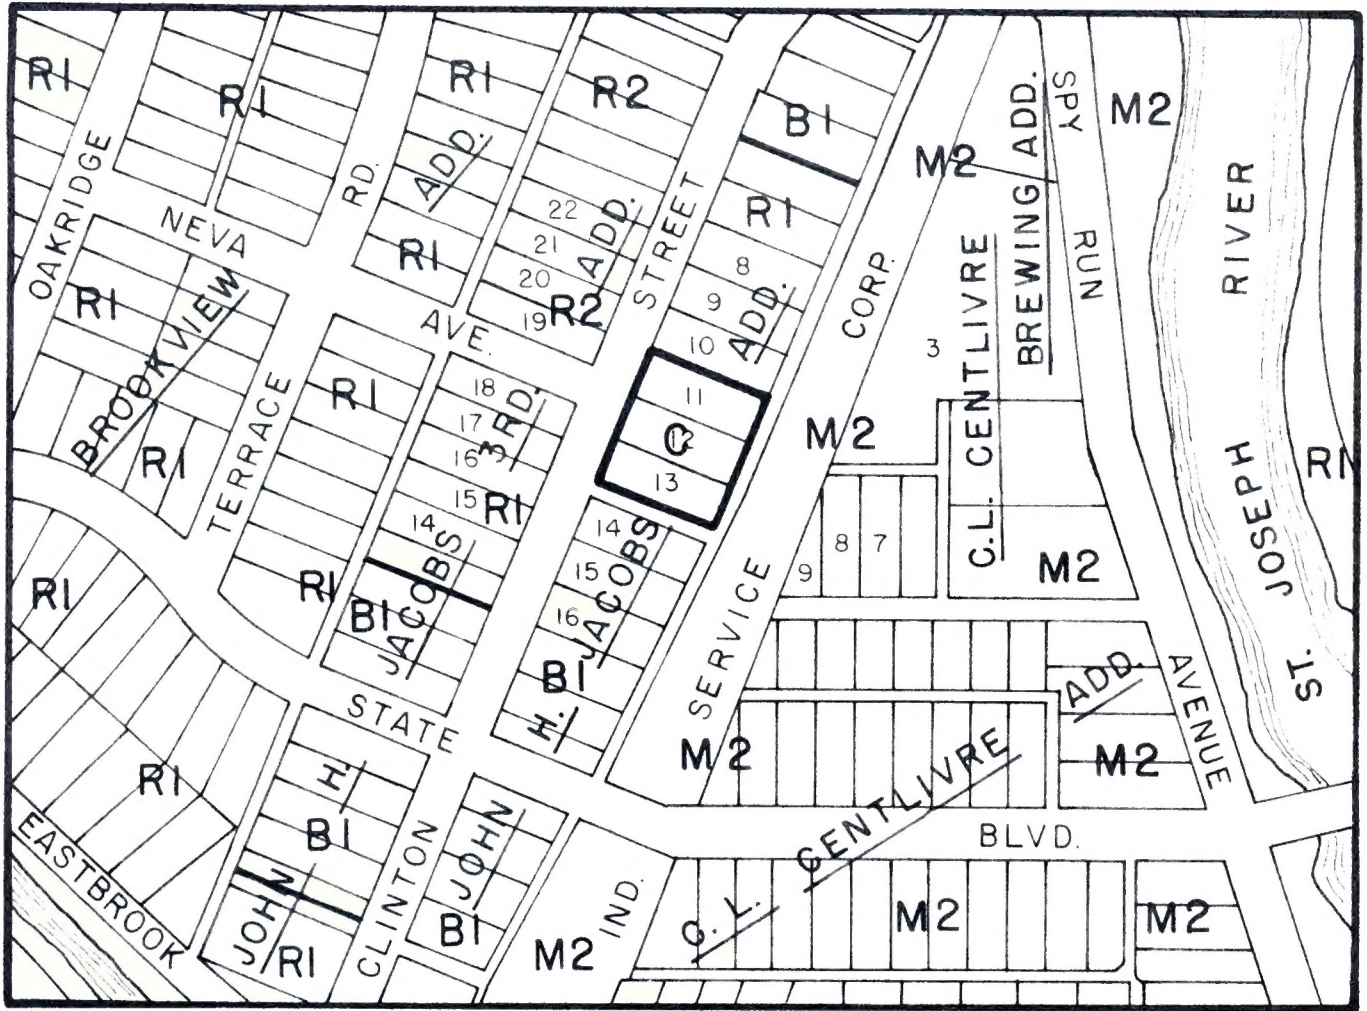 R1
R1
R1
R2
B1
M2
M2
SPY
RUN
AVENUE
BREWING ADD.
C.L. CENTLIVRE
ADD.
RIVER
ST. JOSEPH
R1
OAKRIDGE
NEVA
AVE.
RD.
TERRACE
ADD.
R1
22
21
20
19
R2
ADD.
STREET
R1
8
9
10
ADD.
11
12
C
13
CORP.
SERVICE
M2
3
R1
BROOKVIEW
R1
R1
18
17
16
15
14
3RD.
R1
JACOBS
14
15
16
JACOBS
B1
H.
9
8
7
M2
R1
R1
B1
STATE
BLVD.
M2
ADD.
M2
C. L. CENTLIVRE
R1
EASTBROOK
H.
B1
JOHN
R1
CLINTON
JOHN
B1
M2
IND.
M2
M2